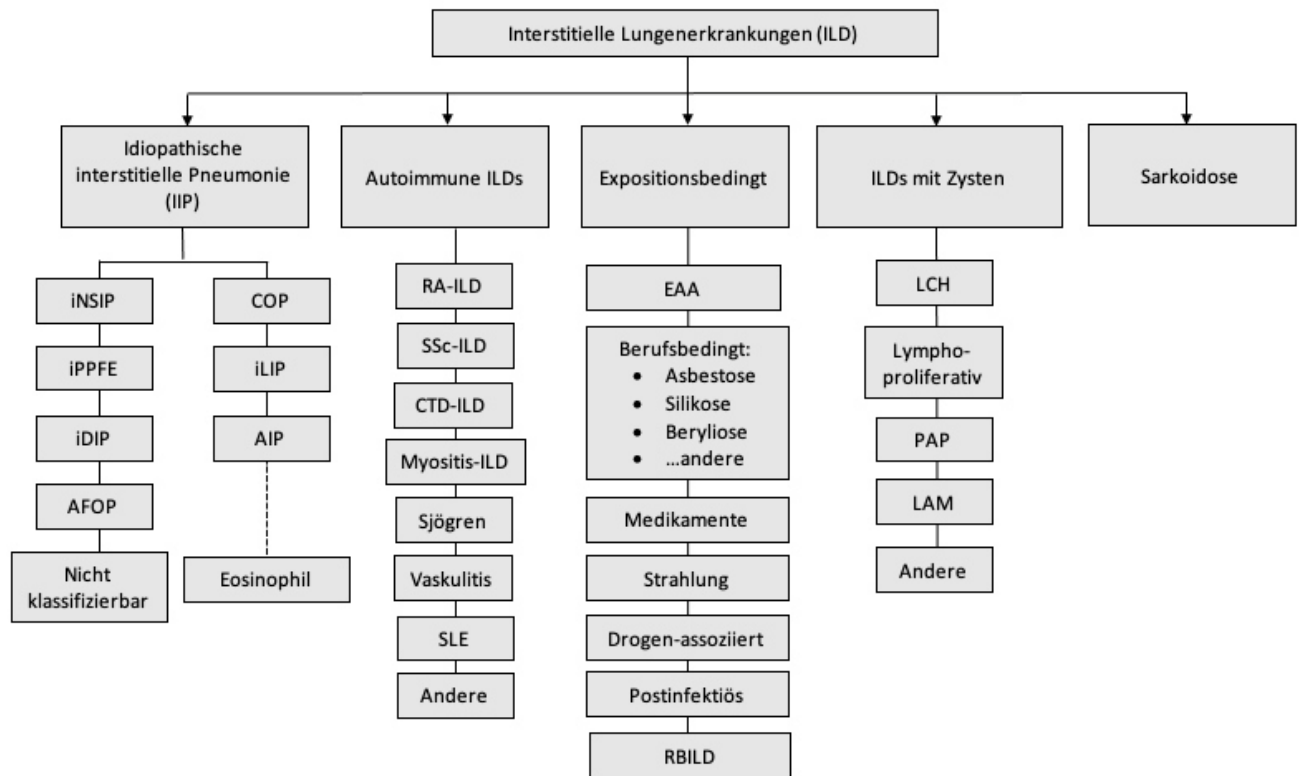 Interstitielle Lungenerkrankungen (ILD)
Idiopathische
interstitielle Pneumonie
(IIP)
Autoimmune ILDs
Expositionsbedingt
ILDs mit Zysten
Sarkoidose
iNSIP
iPPFE
iDIP
AFOP
Nicht
klassifizierbar
COP
iLIP
AIP
Eosinophil
RA-ILD
SSc-ILD
CTD-ILD
Myositis-ILD
Sjögren
Vaskulitis
SLE
Andere
EAA
Berufsbedingt:
• Asbestose
• Silikose
• Beryliose
• ...andere
Medikamente
Strahlung
Drogen-assoziiert
Postinfektiös
RBILD
LCH
Lympho-
proliferativ
PAP
LAM
Andere